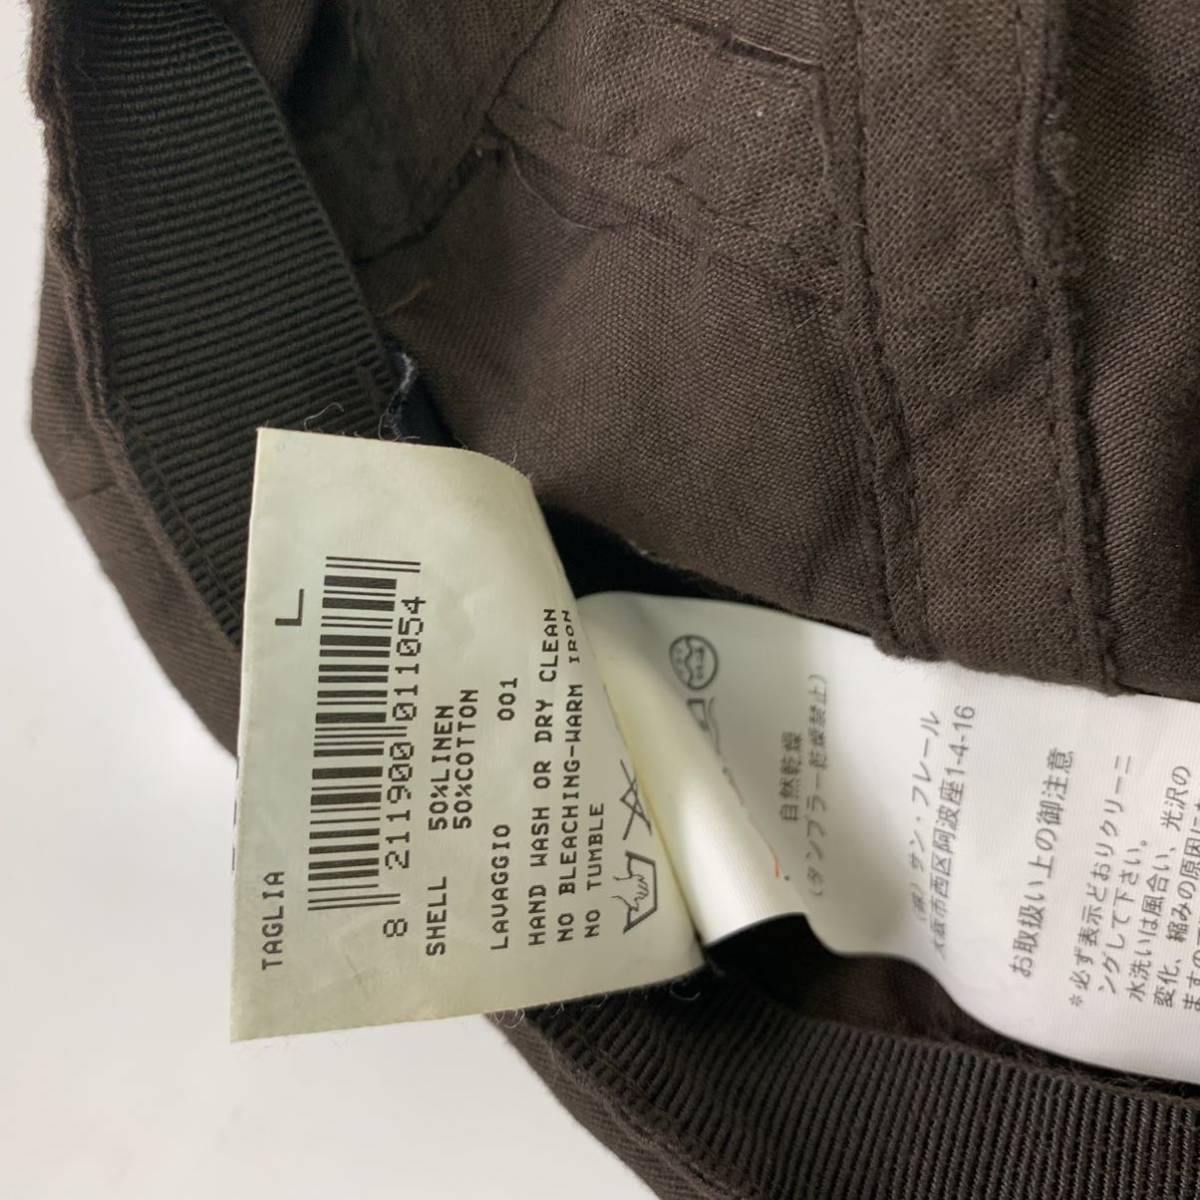 TAGLIA L
8 211900 011054
SHELL 50%LINEN
50%COTTON
LAVAGGIO 001
HAND WASH OR DRY CLEAN
NO BLEACHING-WARM IRON
NO TUMBLE
自然乾燥
(タンブラー乾燥禁止)
(株)サン・フレール
大阪市西区阿波座1-4-16
お取扱い上の御注意
*必ず表示どおりクリーニ
ングして下さい。
水洗いは風合い、光沢の
変化、縮みの原因に
ますの